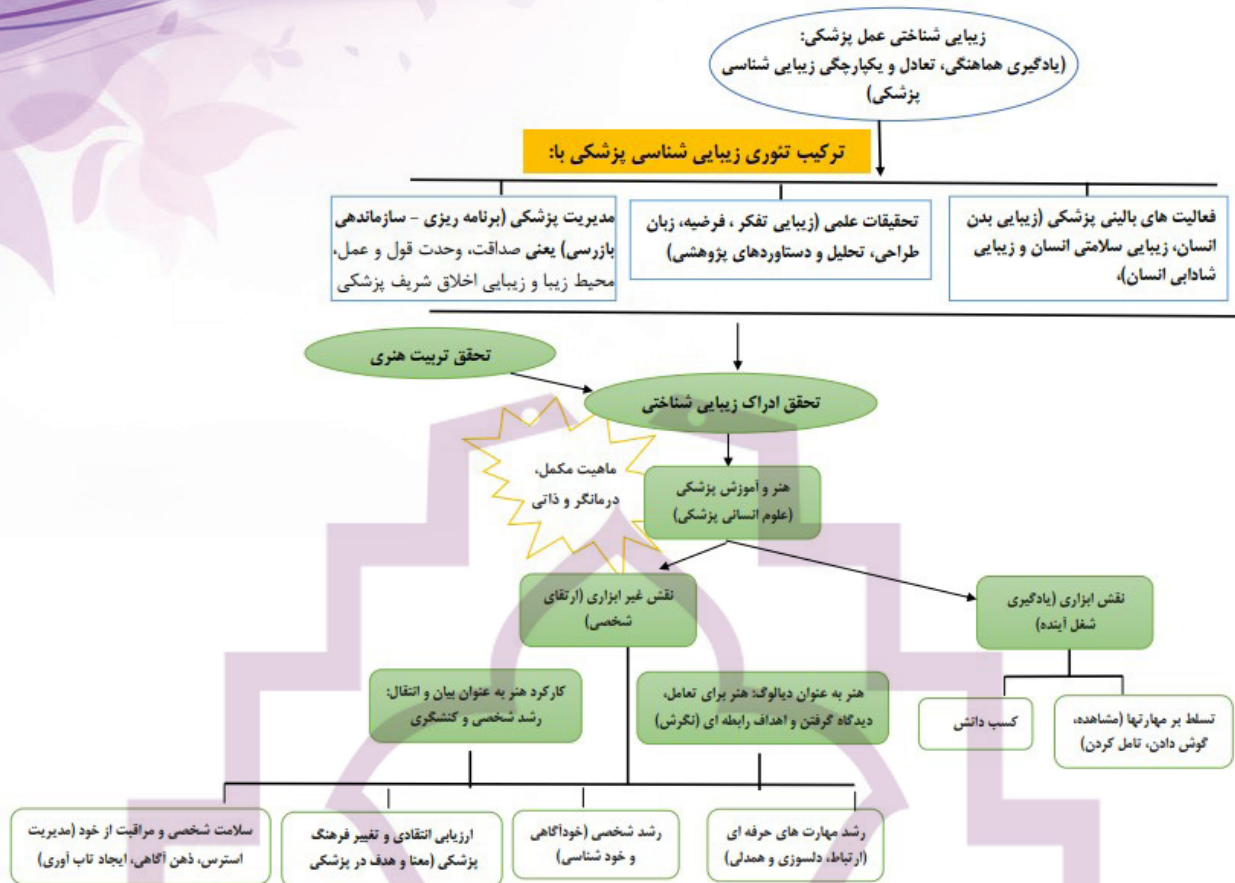 زیبایی شناختی عمل پزشکی:
(یادگیری هماهنگی، تعادل و یکپارچگی زیبایی شناسی
پزشکی)
ترکیب تئوری زیبایی شناسی پزشکی با:
فعالیت های بالینی پزشکی (زیبایی بدن
انسان، زیبایی سلامتی انسان و زیبایی
شادابی انسان)،
تحقیقات علمی (زیبایی تفکر ، فرضیه، زبان
طراحی، تحلیل و دستاوردهای پژوهشی)
مدیریت پزشکی (برنامه ریزی – سازماندهی
بازرسی) یعنی صداقت، وحدت قول و عمل،
محیط زیبا و زیبایی اخلاق شریف پزشکی
تحقق تربیت هنری
تحقق ادراک زیبایی شناختی
ماهیت مکمل،
درمانگر و ذاتی
هنر و آموزش پزشکی
(علوم انسانی پزشکی)
نقش ابزاری (یادگیری
شغل آینده)
نقش غیر ابزاری (ارتقای
شخصی)
تسلط بر مهارتها (مشاهده،
گوش دادن، تامل کردن)
کسب دانش
هنر به عنوان دیالوگ: هنر برای تعامل،
دیدگاه گرفتن و اهداف رابطه ای (نگرش)
کارکرد هنر به عنوان بیان و انتقال:
رشد شخصی و کنشگری
رشد مهارت های حرفه ای
(ارتباط، دلسوزی و همدلی)
رشد شخصی (خودآگاهی
و خود شناسی)
ارزیابی انتقادی و تغییر فرهنگ
پزشکی (معنا و هدف در پزشکی
سلامت شخصی و مراقبت از خود (مدیریت
استرس، ذهن آگاهی، ایجاد تاب آوری)